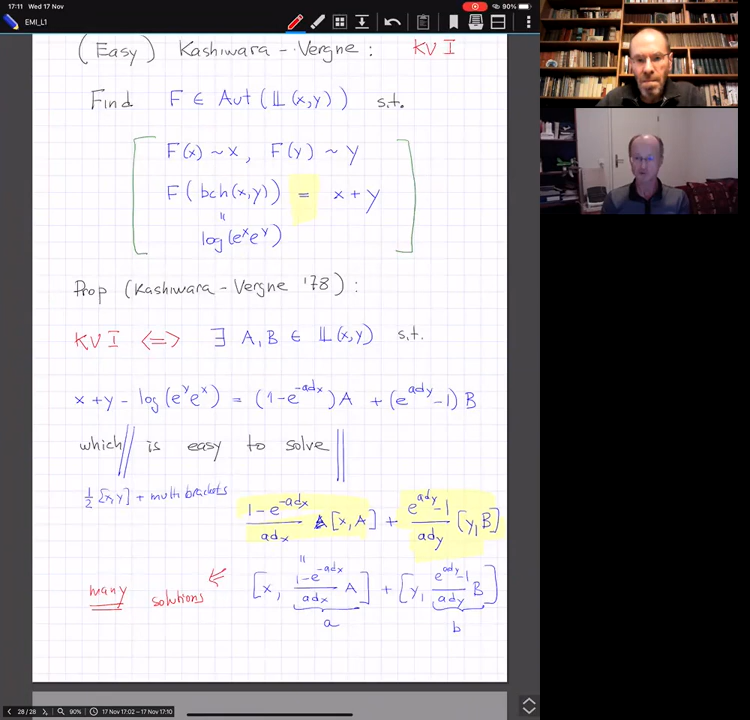 17:11 Wed 17 Nov
90%
EMI_L1
(Easy) Kashiwara - Vergne : KV I
Find F ∈ Aut(𝕃(x,y)) s.t.
F(x) ~ x, F(y) ~ y
F(bch(x,y)) = x + y
=
log(e^x e^y)
Prop (Kashiwara - Vergne '78) :
KV I <=> ∃ A, B ∈ 𝕃(x,y) s.t.
x + y - log(e^y e^x) = (1 - e^{-ad_x}) A + (e^{ad_y} - 1) B
which is easy to solve
1/2 [x,y] + multi brackets
(1 - e^{-ad_x})/ad_x [x, A] + (e^{ad_y} - 1)/ad_y [y, B]
=
many solutions <= [x, (1 - e^{-ad_x})/ad_x A] + [y, (e^{ad_y} - 1)/ad_y B]
a b
28 / 28 90% 17 Nov 17:02 – 17 Nov 17:10